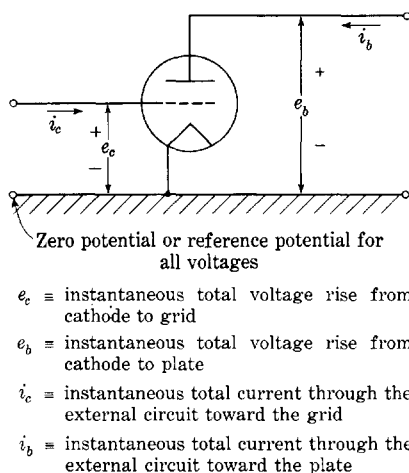 i_b
+
e_b
−
i_c
+
e_c
−
Zero potential or reference potential for
all voltages
e_c ≡ instantaneous total voltage rise from
cathode to grid
e_b ≡ instantaneous total voltage rise from
cathode to plate
i_c ≡ instantaneous total current through the
external circuit toward the grid
i_b ≡ instantaneous total current through the
external circuit toward the plate